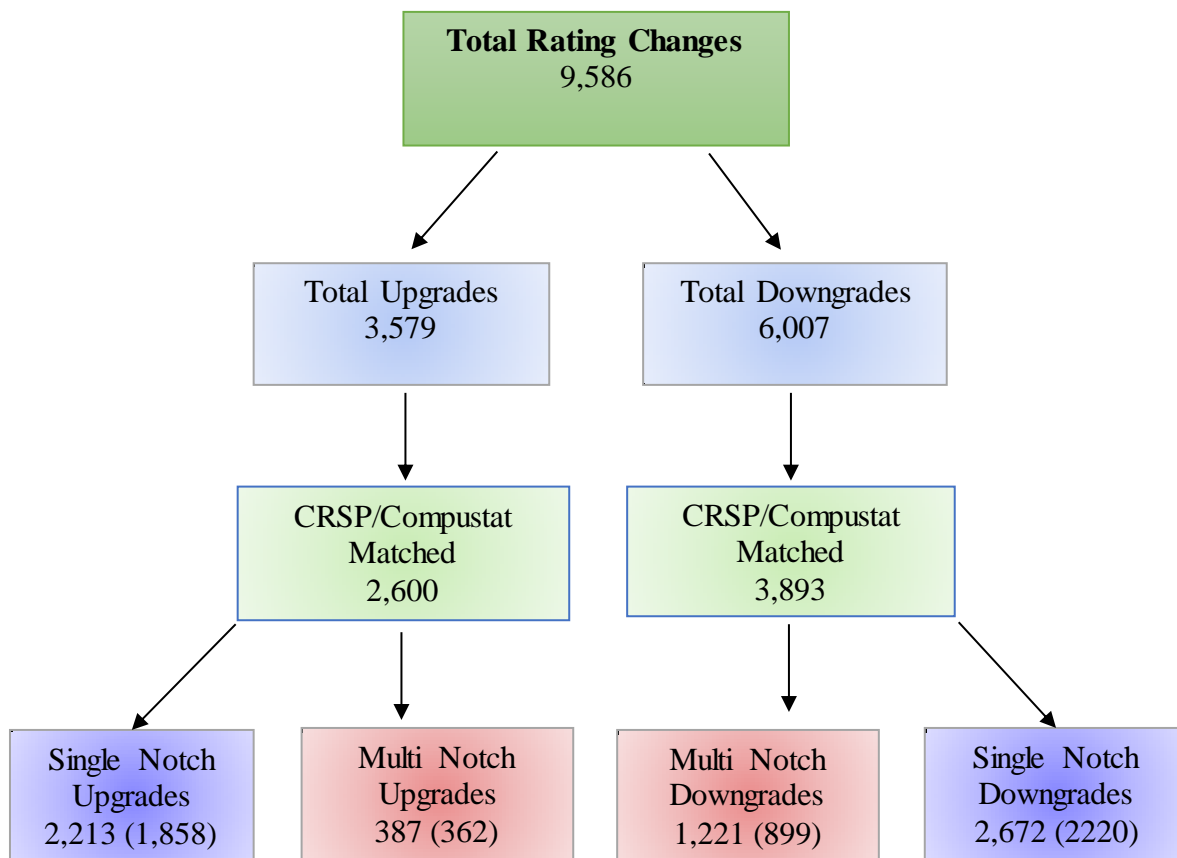 Total Rating Changes
9,586
Total Upgrades
3,579
Total Downgrades
6,007
CRSP/Compustat
Matched
2,600
CRSP/Compustat
Matched
3,893
Single Notch
Upgrades
2,213 (1,858)
Multi Notch
Upgrades
387 (362)
Multi Notch
Downgrades
1,221 (899)
Single Notch
Downgrades
2,672 (2220)